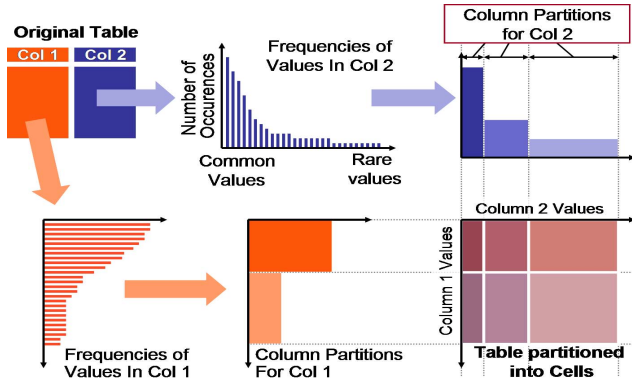 Original Table
Col 1
Col 2
Number of
Occurences
Frequencies of
Values In Col 2
Common
Values
Rare
values
Column Partitions
for Col 2
Frequencies of
Values In Col 1
Column Partitions
For Col 1
Column 2 Values
Column 1 Values
Table partitioned
into Cells